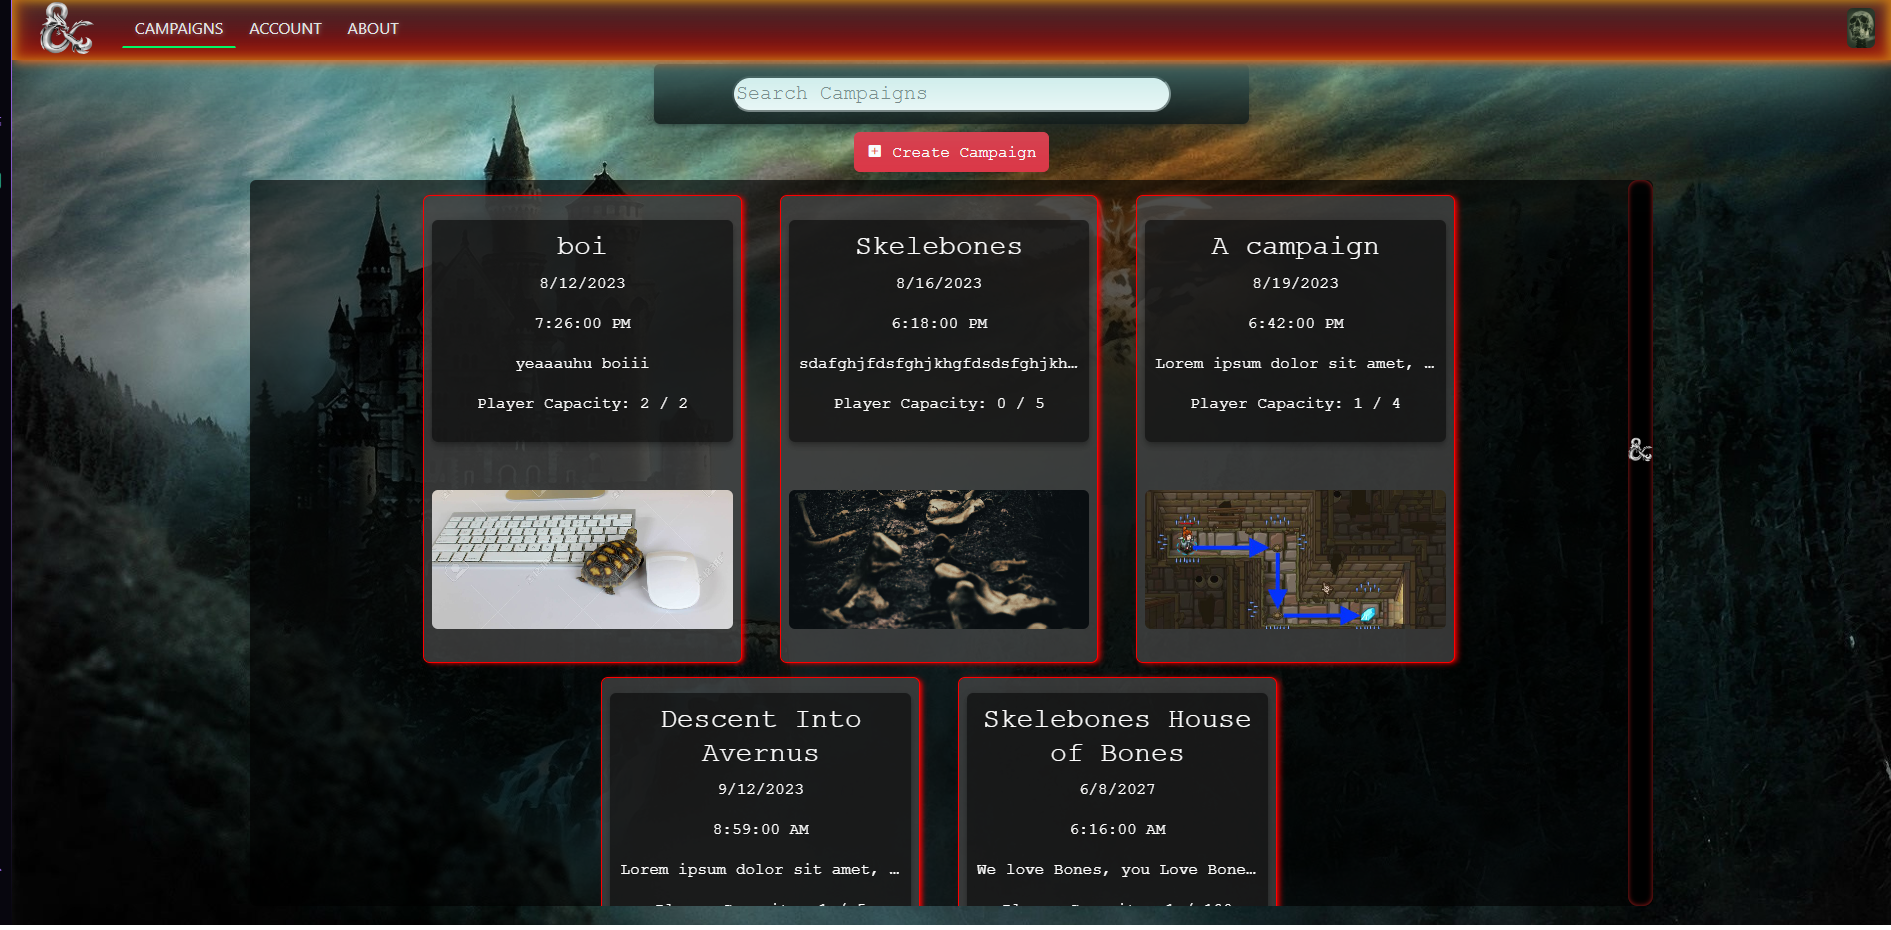 CAMPAIGNS ACCOUNT ABOUT
Search Campaigns
Create Campaign
boi
8/12/2023
7:26:00 PM
yeaaauhu boiii
Player Capacity: 2 / 2
Skelebones
8/16/2023
6:18:00 PM
sdafghjfdsfghjkhgfdsdsfghjkh…
Player Capacity: 0 / 5
A campaign
8/19/2023
6:42:00 PM
Lorem ipsum dolor sit amet, …
Player Capacity: 1 / 4
Descent Into
Avernus
9/12/2023
8:59:00 AM
Lorem ipsum dolor sit amet, …
Skelebones House
of Bones
6/8/2027
6:16:00 AM
We love Bones, you Love Bone…